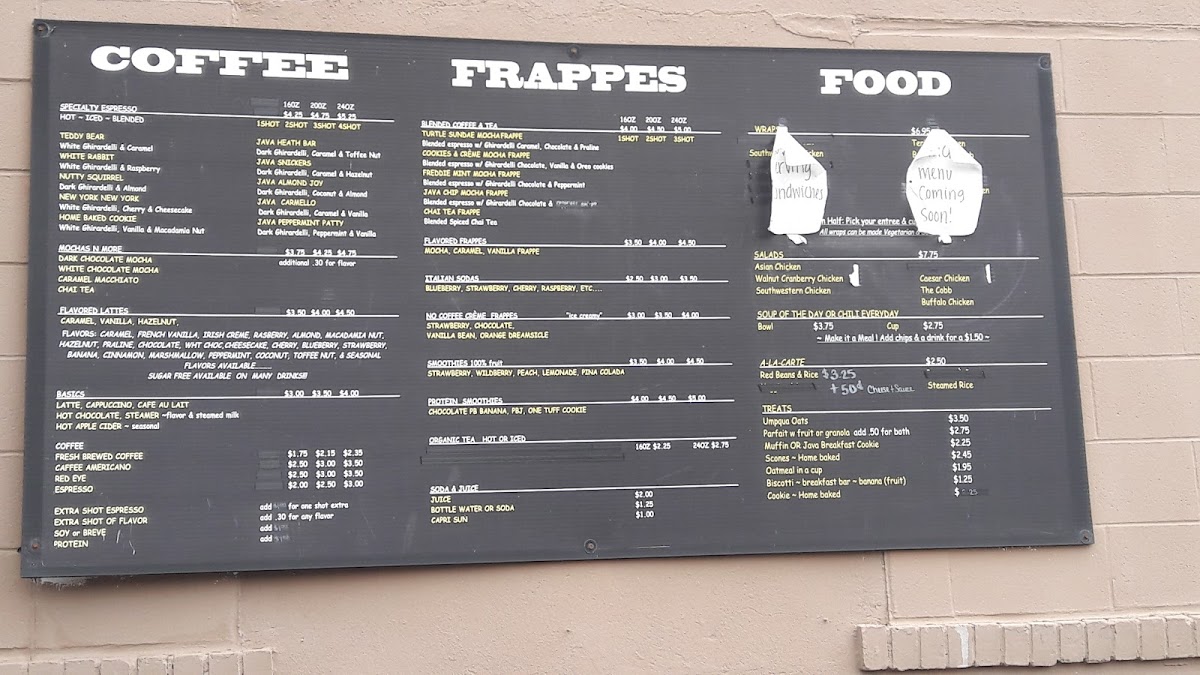 COFFEE
SPECIALTY ESPRESSO
16OZ 20OZ 24OZ
HOT ~ ICED ~ BLENDED
$4.25 $4.75 $5.25
1SHOT 2SHOT 3SHOT 4SHOT
TEDDY BEAR
White Ghirardelli & Caramel
WHITE RABBIT
White Ghirardelli & Raspberry
NUTTY SQUIRREL
Dark Ghirardelli & Almond
NEW YORK NEW YORK
White Ghirardelli, Cherry & Cheesecake
HOME BAKED COOKIE
White Ghirardelli, Vanilla & Macadamia Nut
JAVA HEATH BAR
Dark Ghirardelli, Caramel & Toffee Nut
JAVA SNICKERS
Dark Ghirardelli, Caramel & Hazelnut
JAVA ALMOND JOY
Dark Ghirardelli, Coconut & Almond
JAVA CARMELLO
Dark Ghirardelli, Caramel & Vanilla
JAVA PEPPERMINT PATTY
Dark Ghirardelli, Peppermint & Vanilla
MOCHAS N MORE $3.75 $4.25 $4.75
DARK CHOCOLATE MOCHA additional .30 for flavor
WHITE CHOCOLATE MOCHA
CARAMEL MACCHIATO
CHAI TEA
FLAVORED LATTES $3.50 $4.00 $4.50
CARAMEL, VANILLA, HAZELNUT,
FLAVORS: CARAMEL, FRENCH VANILLA, IRISH CREME, RASBERRY, ALMOND, MACADAMIA NUT,
HAZELNUT, PRALINE, CHOCOLATE, WHT CHOC, CHEESECAKE, CHERRY, BLUEBERRY, STRAWBERRY,
BANANA, CINNAMON, MARSHMALLOW, PEPPERMINT, COCONUT, TOFFEE NUT, & SEASONAL
FLAVORS AVAILABLE.........
SUGAR FREE AVAILABLE ON MANY DRINKS!!!
BASICS $3.00 $3.50 $4.00
LATTE, CAPPUCCINO, CAFE AU LAIT
HOT CHOCOLATE, STEAMER ~flavor & steamed milk
HOT APPLE CIDER ~ seasonal
COFFEE
FRESH BREWED COFFEE $1.75 $2.15 $2.35
CAFFEE AMERICANO $2.50 $3.00 $3.50
RED EYE $2.50 $3.00 $3.50
ESPRESSO $2.00 $2.50 $3.00
EXTRA SHOT ESPRESSO add for one shot extra
EXTRA SHOT OF FLAVOR add .30 for any flavor
SOY or BREVE add
PROTEIN add
FRAPPES
16OZ 20OZ 24OZ
BLENDED COFFEE & TEA $4.00 $4.50 $5.00
TURTLE SUNDAE MOCHAFRAPPE 1SHOT 2SHOT 3SHOT
Blended espresso w/ Ghirardelli Caramel, Chocolate & Praline
COOKIES & CRÈME MOCHA FRAPPE
Blended espresso w/ Ghirardelli Chocolate, Vanilla & Oreo cookies
FREDDIE MINT MOCHA FRAPPE
Blended espresso w/ Ghirardelli Chocolate & Peppermint
JAVA CHIP MOCHA FRAPPE
Blended espresso w/ Ghirardelli Chocolate &
CHAI TEA FRAPPE
Blended Spiced Chai Tea
FLAVORED FRAPPES $3.50 $4.00 $4.50
MOCHA, CARAMEL, VANILLA FRAPPE
ITALIAN SODAS $2.50 $3.00 $3.50
BLUEBERRY, STRAWBERRY, CHERRY, RASPBERRY, ETC....
NO COFFEE CRÈME FRAPPES "ice creamy" $3.00 $3.50 $4.00
STRAWBERRY, CHOCOLATE,
VANILLA BEAN, ORANGE DREAMSICLE
SMOOTHIES 100% fruit $3.50 $4.00 $4.50
STRAWBERRY, WILDBERRY, PEACH, LEMONADE, PINA COLADA
PROTEIN SMOOTHIES $4.00 $4.50 $5.00
CHOCOLATE PB BANANA, PBJ, ONE TUFF COOKIE
ORGANIC TEA HOT OR ICED 16OZ $2.25 24OZ $2.75
SODA & JUICE
JUICE $2.00
BOTTLE WATER OR SODA $1.25
CAPRI SUN $1.00
FOOD
WRAPS $6.95
menu
Coming
Soon!
Half: Pick your entree &
All wraps can be made Vegetarian
SALADS $7.75
Asian Chicken
Walnut Cranberry Chicken
Southwestern Chicken
Caesar Chicken
The Cobb
Buffalo Chicken
SOUP OF THE DAY OR CHILI EVERYDAY
Bowl $3.75 Cup $2.75
~ Make it a Meal ! Add chips & a drink for a $1.50 ~
A-LA-CARTE $2.50
Red Beans & Rice $3.25
+ 50¢ Cheese + Sauce
Steamed Rice
TREATS
Umpqua Oats $3.50
Parfait w fruit or granola add .50 for both $2.75
Muffin OR Java Breakfast Cookie $2.25
Scones ~ Home baked $2.45
Oatmeal in a cup $1.95
Biscotti ~ breakfast bar ~ banana (fruit) $1.25
Cookie ~ Home baked $